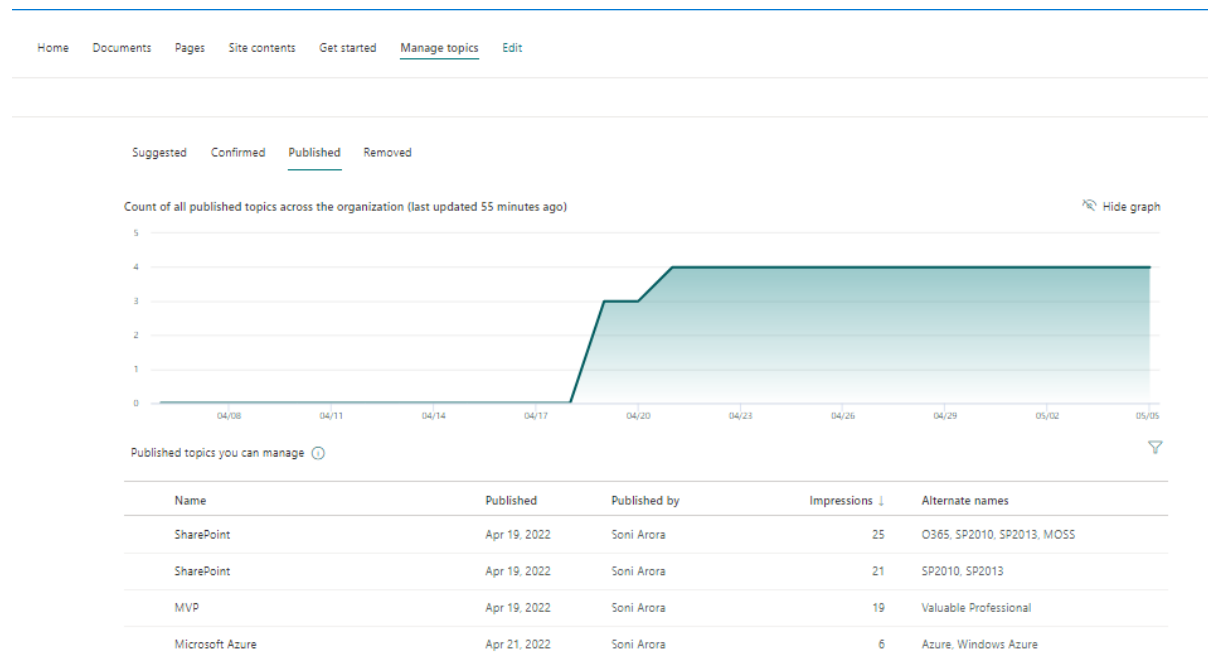 Home Documents Pages Site contents Get started Manage topics Edit
Suggested Confirmed Published Removed
Count of all published topics across the organization (last updated 55 minutes ago) Hide graph
5
4
3
2
1
0
04/08 04/11 04/14 04/17 04/20 04/23 04/26 04/29 05/02 05/05
Published topics you can manage
Name Published Published by Impressions ↓ Alternate names
SharePoint Apr 19, 2022 Soni Arora 25 O365, SP2010, SP2013, MOSS
SharePoint Apr 19, 2022 Soni Arora 21 SP2010, SP2013
MVP Apr 19, 2022 Soni Arora 19 Valuable Professional
Microsoft Azure Apr 21, 2022 Soni Arora 6 Azure, Windows Azure